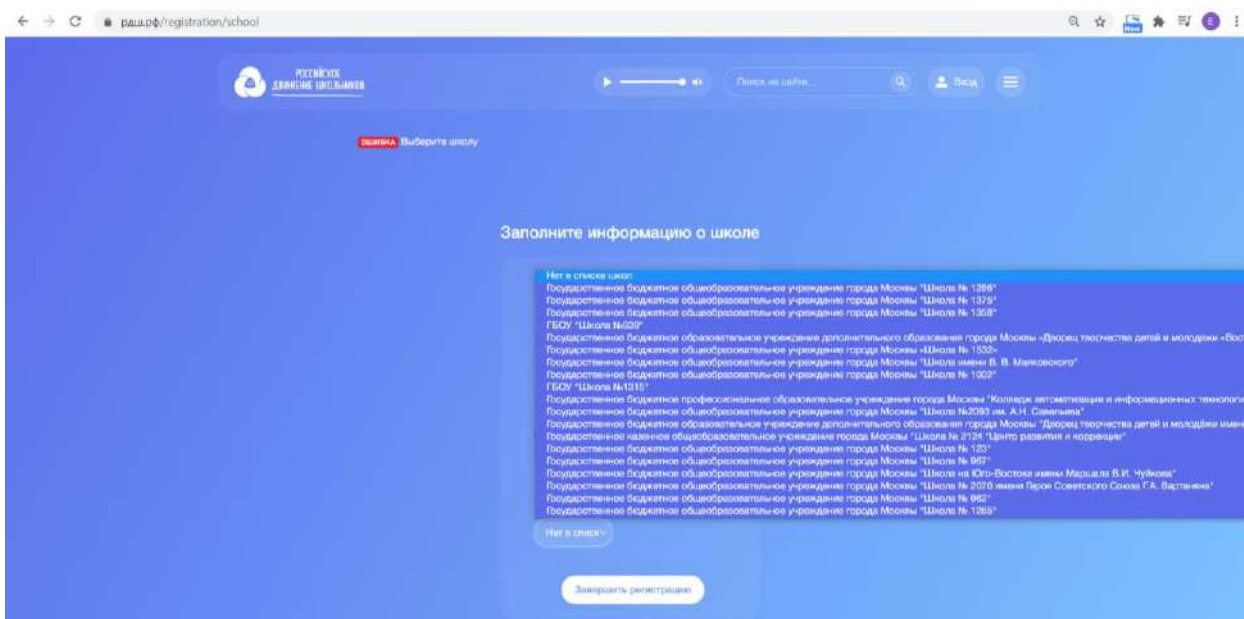 рдш.рф/registration/school
New
E
РОССИЙСКОЕ
ДВИЖЕНИЕ ШКОЛЬНИКОВ
Поиск на сайте...
Вход
ОШИБКА Выберите школу
Заполните информацию о школе
Нет в списке школ
Государственное бюджетное общеобразовательное учреждение города Москвы "Школа № 1286"
Государственное бюджетное общеобразовательное учреждение города Москвы "Школа № 1375"
Государственное бюджетное общеобразовательное учреждение города Москвы "Школа № 1358"
ГБОУ "Школа №939"
Государственное бюджетное образовательное учреждение дополнительного образования города Москвы «Дворец творчества детей и молодежи «Вост
Государственное бюджетное общеобразовательное учреждение города Москвы «Школа № 1532»
Государственное бюджетное общеобразовательное учреждение города Москвы "Школа имени В. В. Маяковского"
Государственное бюджетное общеобразовательное учреждение города Москвы "Школа № 1002"
ГБОУ "Школа №1315"
Государственное бюджетное профессиональное образовательное учреждение города Москвы "Колледж автоматизации и информационных технологи
Государственное бюджетное общеобразовательное учреждение города Москвы "Школа №2093 им. А.Н. Савельева"
Государственное бюджетное образовательное учреждение дополнительного образования города Москвы "Дворец творчества детей и молодёжи имен
Государственное казенное общеобразовательное учреждение города Москвы "Школа № 2124 "Центр развития и коррекции"
Государственное бюджетное общеобразовательное учреждение города Москвы "Школа № 123"
Государственное бюджетное общеобразовательное учреждение города Москвы "Школа № 967"
Государственное бюджетное общеобразовательное учреждение города Москвы "Школа на Юго-Востоке имени Маршала В.И. Чуйкова"
Государственное бюджетное общеобразовательное учреждение города Москвы "Школа № 2070 имени Героя Советского Союза Г.А. Вартаняна"
Государственное бюджетное общеобразовательное учреждение города Москвы "Школа № 962"
Государственное бюджетное общеобразовательное учреждение города Москвы "Школа № 1265"
Нет в списк
Завершить регистрацию